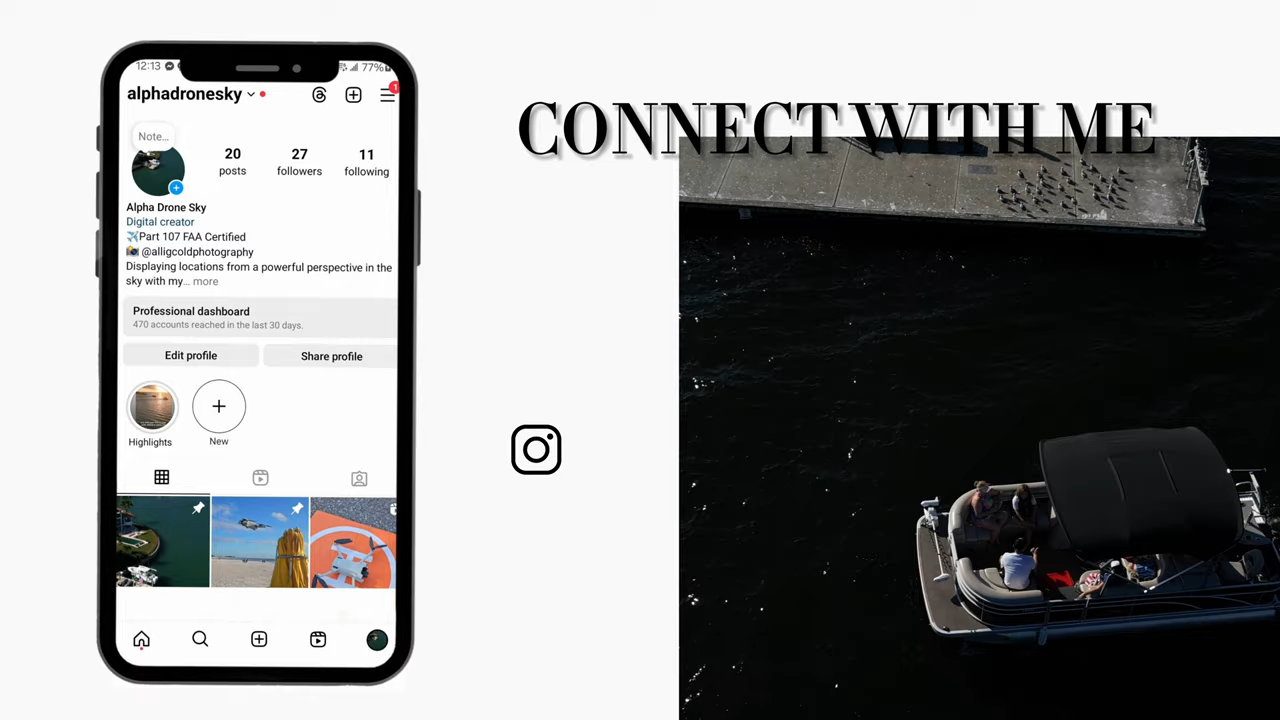 12:13
77%
alphadronesky
1
Note...
20
posts
27
followers
11
following
Alpha Drone Sky
Digital creator
✈️Part 107 FAA Certified
📸 @alligcoldphotography
Displaying locations from a powerful perspective in the
sky with my... more
Professional dashboard
470 accounts reached in the last 30 days.
Edit profile
Share profile
Highlights
New
CONNECT WITH ME